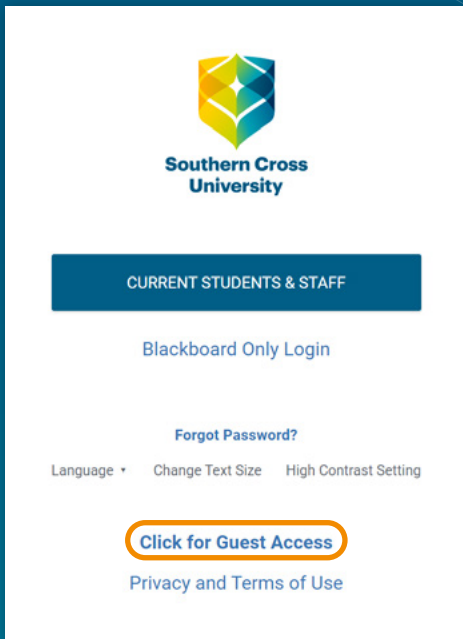 Southern Cross
University
CURRENT STUDENTS & STAFF
Blackboard Only Login
Forgot Password?
Language Change Text Size High Contrast Setting
Click for Guest Access
Privacy and Terms of Use